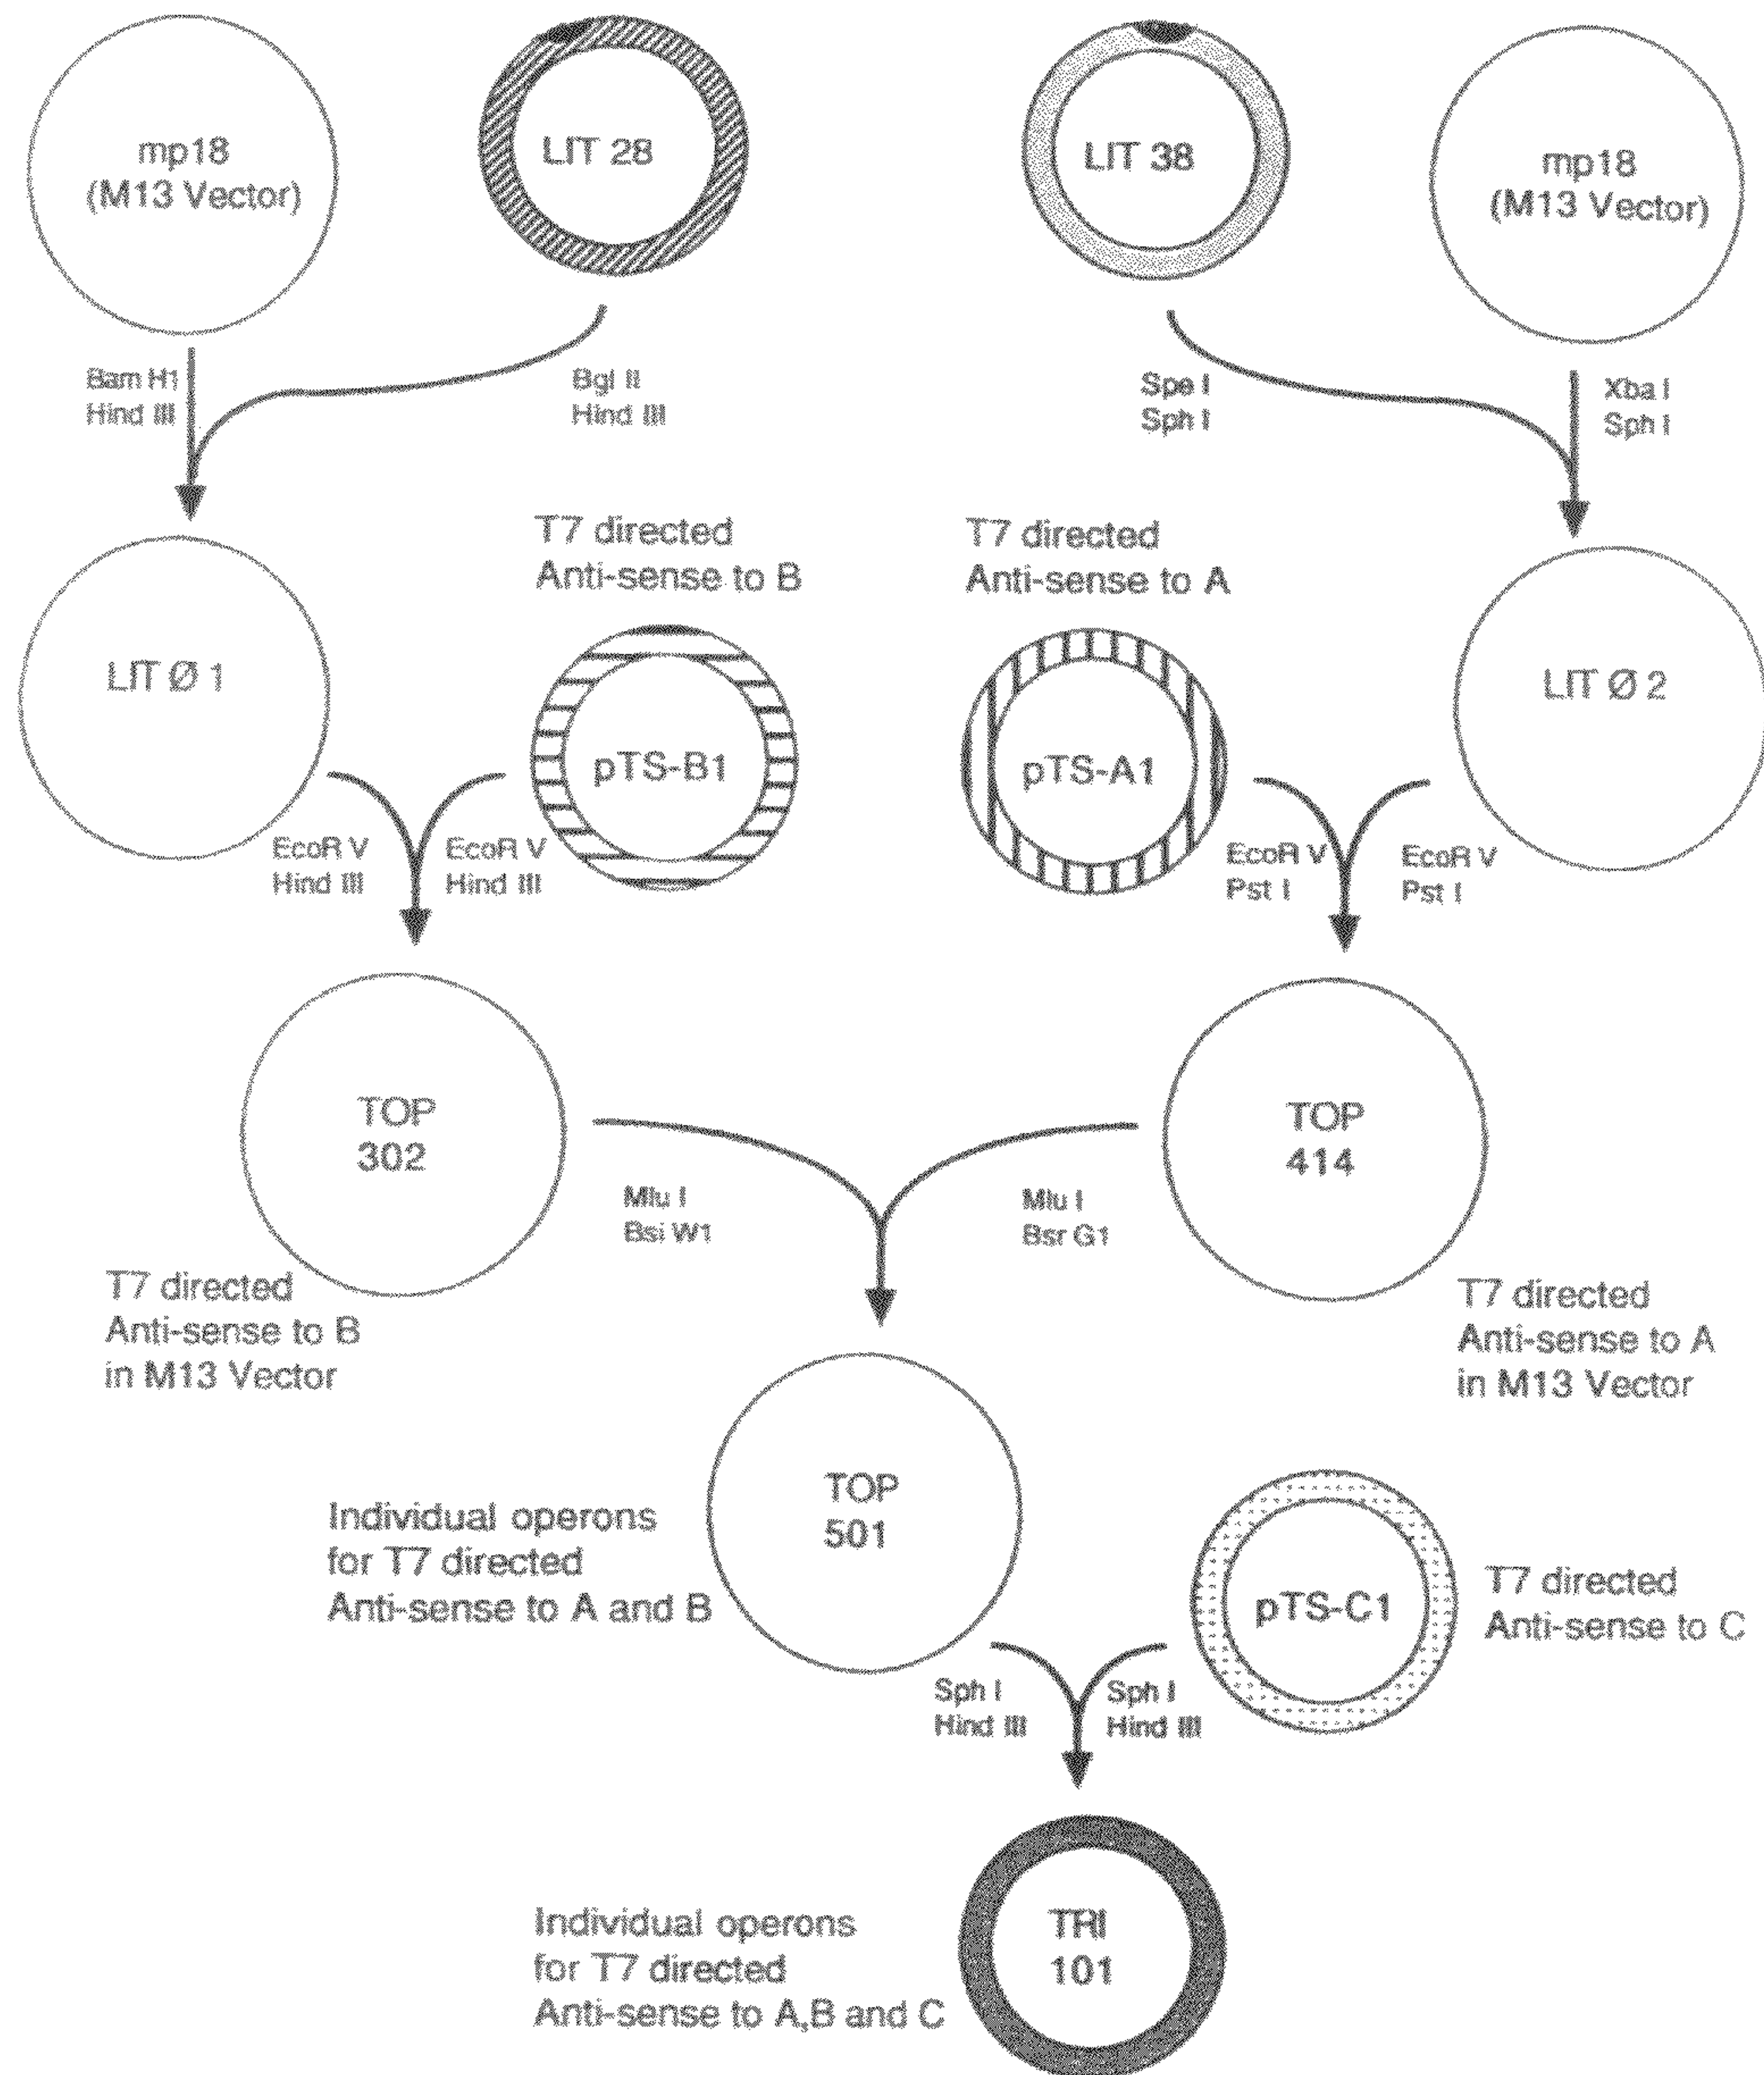 mp18
(M13 Vector)
LIT 28
LIT 38
mp18
(M13 Vector)
Bam H1
Hind III
Bgl II
Hind III
Spe I
Sph I
Xba I
Sph I
T7 directed
Anti-sense to B
T7 directed
Anti-sense to A
LIT Ø 1
pTS-B1
pTS-A1
LIT Ø 2
EcoR V
Hind III
EcoR V
Hind III
EcoR V
Pst I
EcoR V
Pst I
TOP
302
TOP
414
Mlu I
Bsi W1
Mlu I
Bsr G1
T7 directed
Anti-sense to B
in M13 Vector
T7 directed
Anti-sense to A
in M13 Vector
TOP
501
Individual operons
for T7 directed
Anti-sense to A and B
pTS-C1
T7 directed
Anti-sense to C
Sph I
Hind III
Sph I
Hind III
TRI
101
Individual operons
for T7 directed
Anti-sense to A,B and C